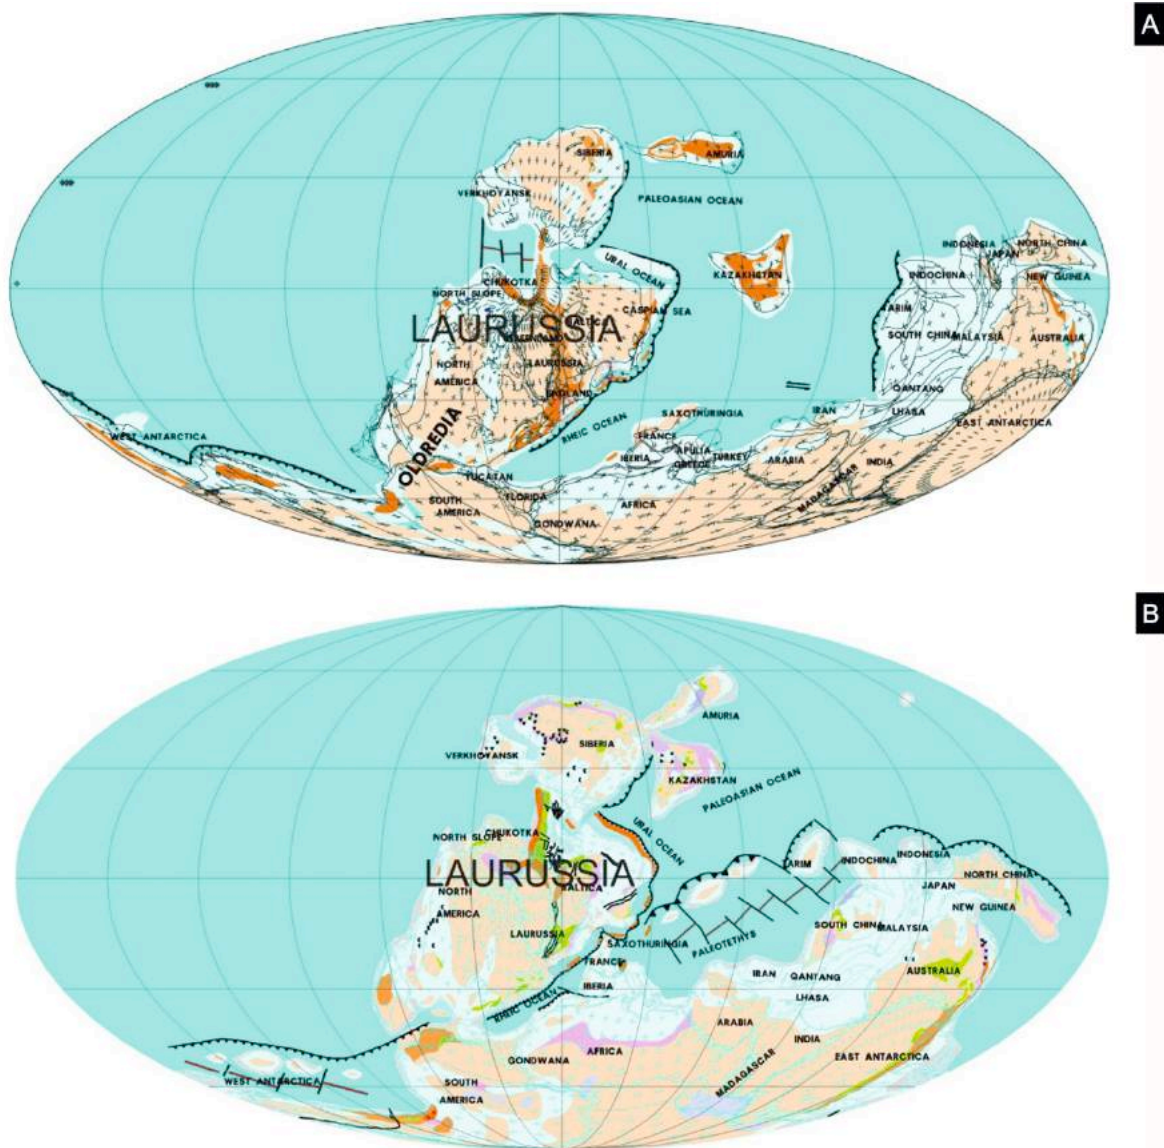 A
SIBERIA
AMURIA
VERKHOYANSK
PALEOASIAN OCEAN
INDONESIA
NORTH CHINA
JAPAN
URAL OCEAN
KAZAKHSTAN
INDOCHINA
NEW GUINEA
CHUKOTKA
NORTH SLOPE
CASPIAN SEA
TARIM
LAURUSSIA
SOUTH CHINA
MALAYSIA
AUSTRALIA
NORTH
AMERICA
LAURUSSIA
ENGLAND
QANTANG
LHASA
OLDREDIA
SAXOTHURINGIA
IRAN
EAST ANTARCTICA
WEST ANTARCTICA
RHEIC OCEAN
FRANCE
IBERIA
APULIA
GREECE
TURKEY
ARABIA
INDIA
YUCATAN
FLORIDA
SOUTH
AMERICA
AFRICA
MADAGASCAR
GONDWANA
B
AMURIA
SIBERIA
VERKHOYANSK
KAZAKHSTAN
PALEOASIAN OCEAN
NORTH SLOPE
CHUKOTKA
URAL OCEAN
TARIM
INDOCHINA
INDONESIA
LAURUSSIA
BALTICA
NORTH CHINA
JAPAN
NORTH
AMERICA
NEW GUINEA
SOUTH CHINA
MALAYSIA
LAURUSSIA
SAXOTHURINGIA
PALEOTETHYS
FRANCE
IBERIA
IRAN
QANTANG
AUSTRALIA
LHASA
RHEIC OCEAN
ARABIA
INDIA
GONDWANA
AFRICA
EAST ANTARCTICA
MADAGASCAR
WEST ANTARCTICA
SOUTH
AMERICA